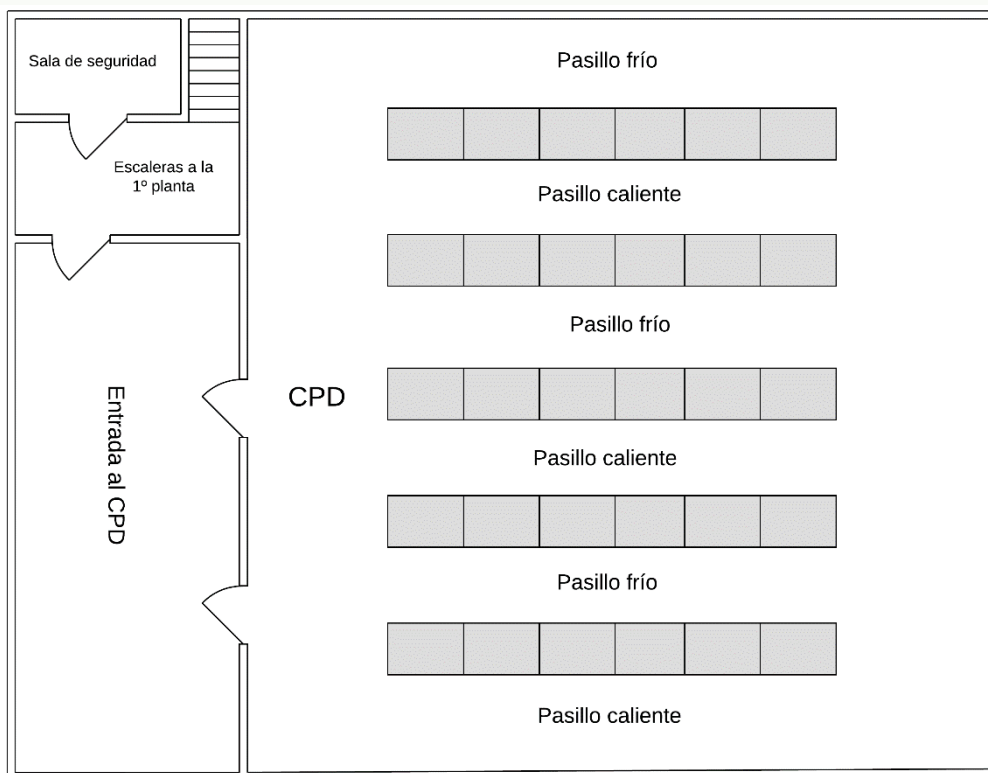 Sala de seguridad
Escaleras a la
1º planta
Entrada al CPD
CPD
Pasillo frío
Pasillo caliente
Pasillo frío
Pasillo caliente
Pasillo frío
Pasillo caliente